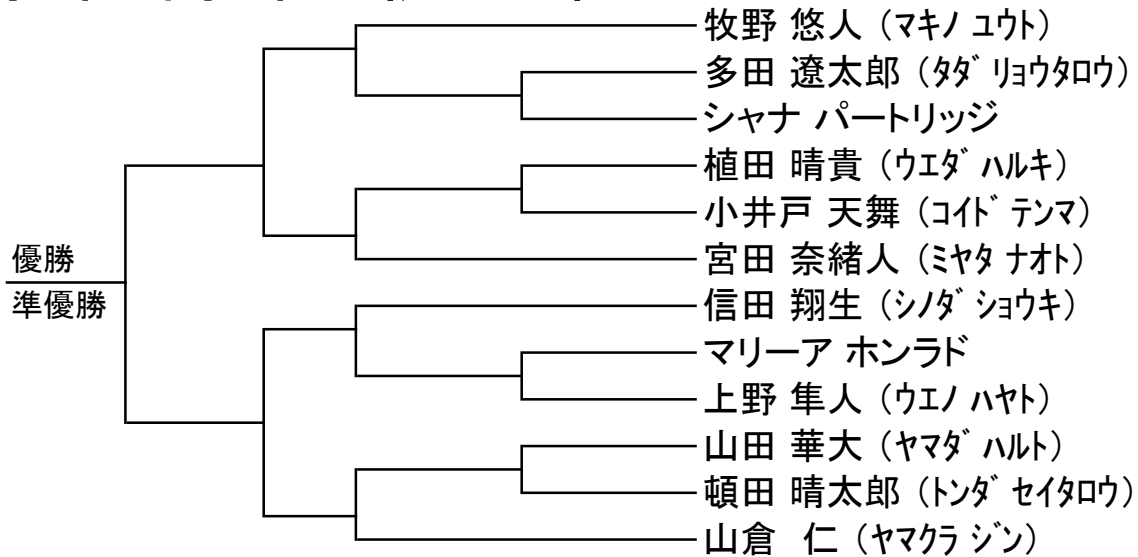 牧野 悠人 (マキノ ユウト)
多田 遼太郎 (タダ リョウタロウ)
シャナ パートリッジ
植田 晴貴 (ウエダ ハルキ)
小井戸 天舞 (コイド テンマ)
宮田 奈緒人 (ミヤタ ナオト)
優勝
準優勝
信田 翔生 (シノダ ショウキ)
マリーア ホンラド
上野 隼人 (ウエノ ハヤト)
山田 華大 (ヤマダ ハルト)
頓田 晴太郎 (トンダ セイタロウ)
山倉 仁 (ヤマクラ ジン)